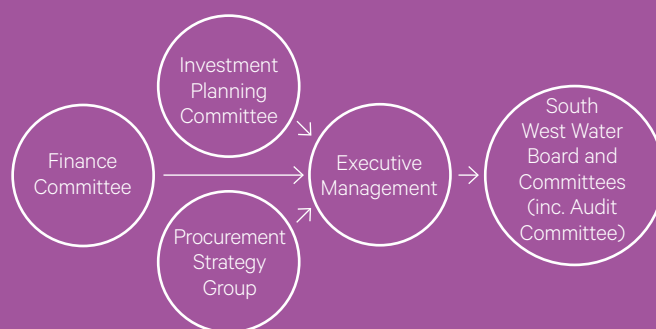 Finance
Committee
Investment
Planning
Committee
Procurement
Strategy
Group
Executive
Management
South
West Water
Board and
Committees
(inc. Audit
Committee)